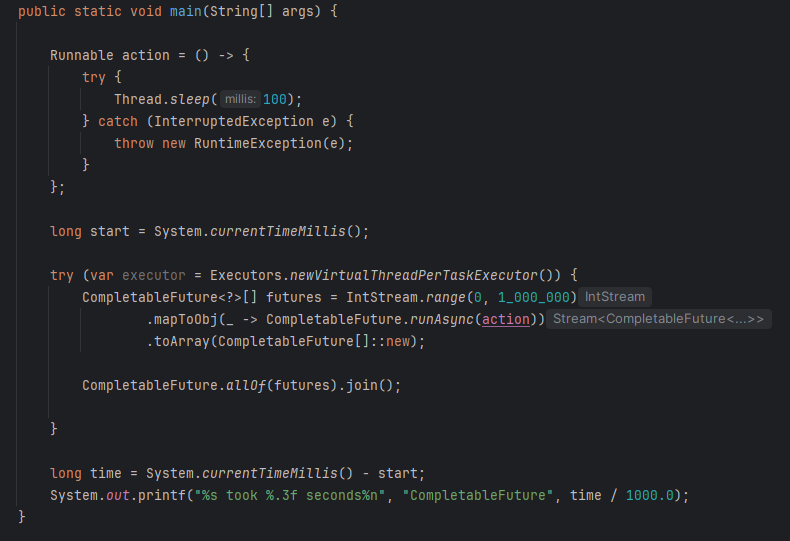 public static void main(String[] args) {
Runnable action = () -> {
try {
Thread.sleep( millis: 100);
} catch (InterruptedException e) {
throw new RuntimeException(e);
}
};
long start = System.currentTimeMillis();
try (var executor = Executors.newVirtualThreadPerTaskExecutor()) {
CompletableFuture<?>[] futures = IntStream.range(0, 1_000_000) IntStream
.mapToObj(_ -> CompletableFuture.runAsync(action)) Stream<CompletableFuture<...>>
.toArray(CompletableFuture[]::new);
CompletableFuture.allOf(futures).join();
}
long time = System.currentTimeMillis() - start;
System.out.printf("%s took %.3f seconds%n", "CompletableFuture", time / 1000.0);
}